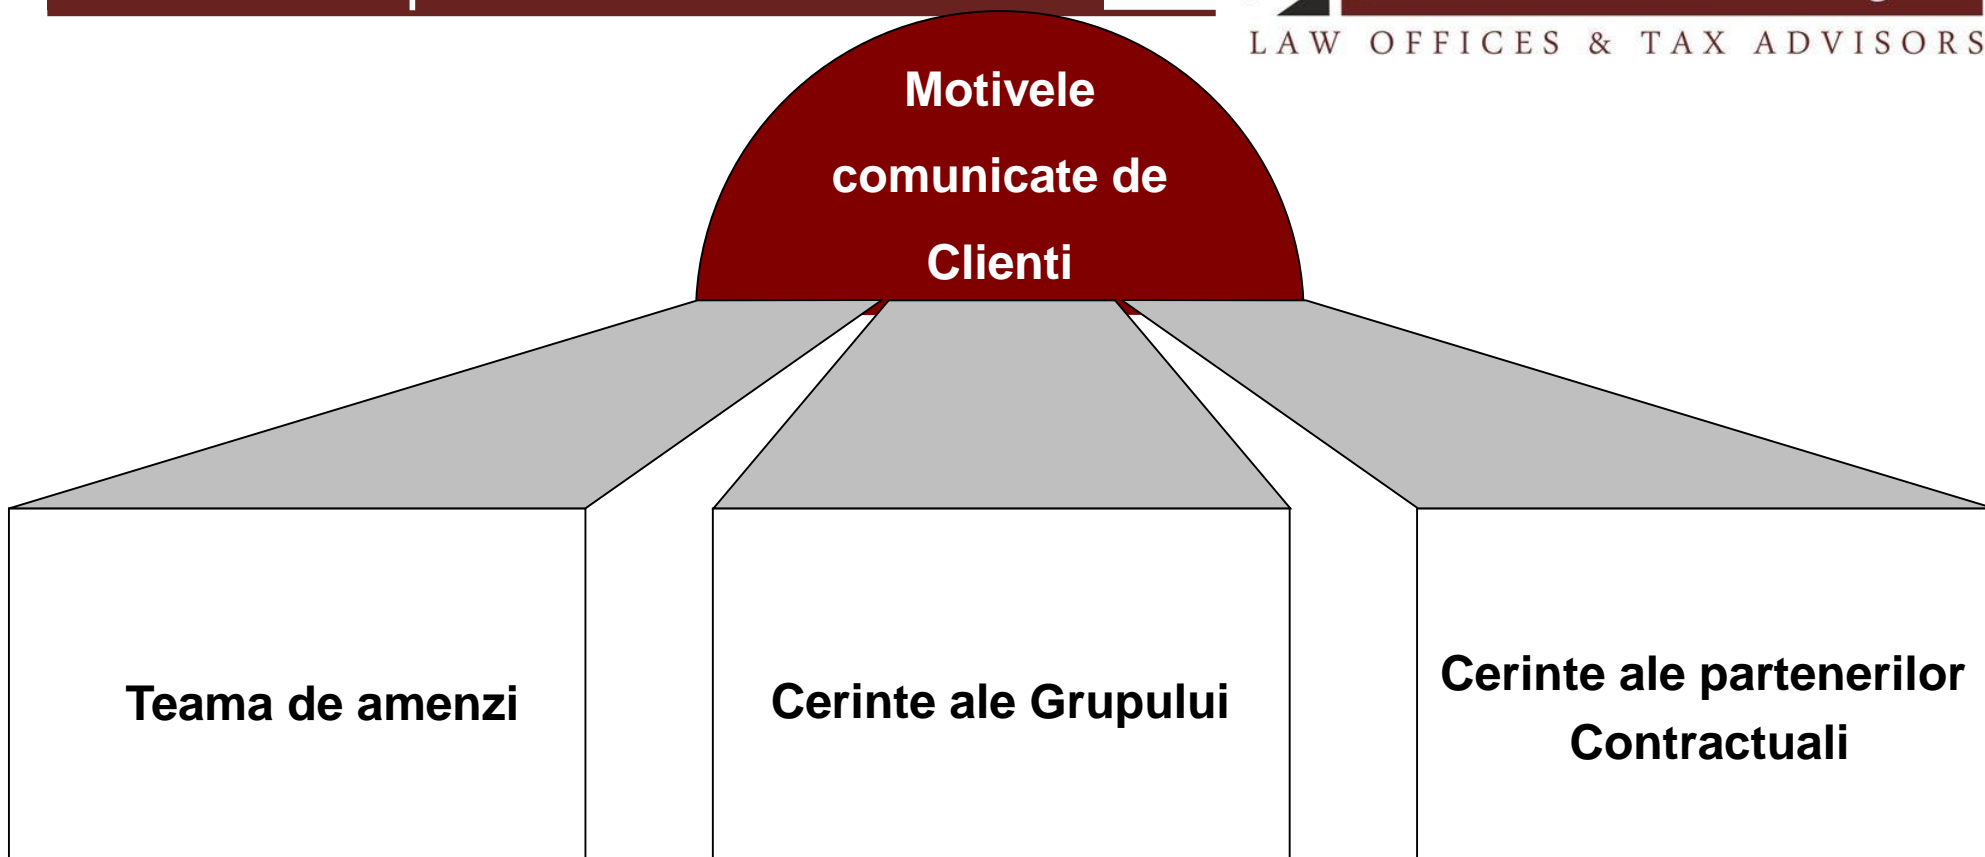 LAW OFFICES & TAX ADVISORS
Motivele
comunicate de
Clienti
Teama de amenzi
Cerinte ale Grupului
Cerinte ale partenerilor
Contractuali